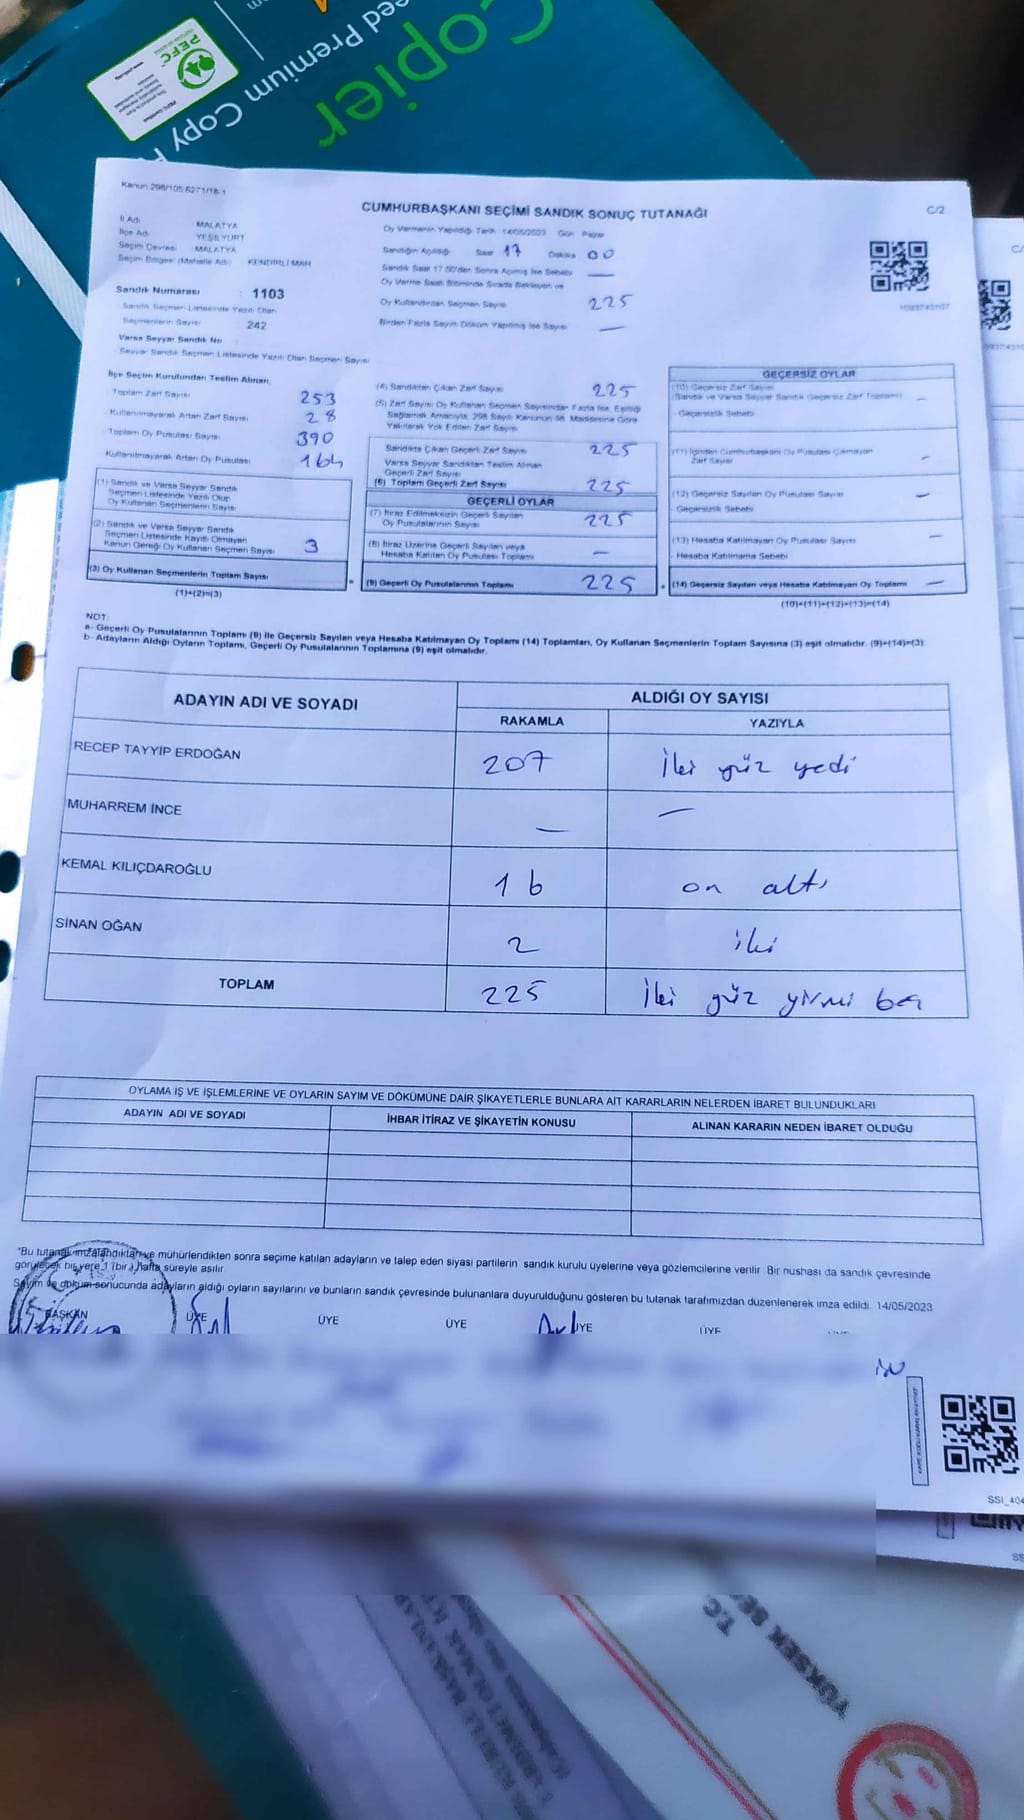 Copier
eed Premium Copy
PEFC
Kanun:298/105;6271/18-1
CUMHURBAŞKANI SEÇİMİ SANDIK SONUÇ TUTANAĞI
C/2
İl Adı MALATYA
İlçe Adı YEŞİLYURT
Seçim Çevresi MALATYA
Seçim Bölgesi (Mahalle Adı) KENDİRLİ MAH
Sandık Numarası : 1103
Sandık Seçmen Listesinde Yazılı Olan
Seçmenlerin Sayısı 242
Varsa Seyyar Sandık No
Seyyar Sandık Seçmen Listesinde Yazılı Olan Seçmen Sayısı
Oy Vermenin Yapıldığı Tarih 14/05/2023 Gün Pazar
Sandığın Açıldığı Saat 17 Dakika 00
Sandık Saat 17.00'den Sonra Açılmış İse Sebebi —
Oy Verme Saati Bitiminde Sırada Bekleyen ve
Oy Kullandırılan Seçmen Sayısı 225
Birden Fazla Sayım Döküm Yapılmış İse Sayısı —
İlçe Seçim Kurulundan Teslim Alınan;
Toplam Zarf Sayısı 253
Kullanılmayarak Artan Zarf Sayısı 28
Toplam Oy Pusulası Sayısı 390
Kullanılmayarak Artan Oy Pusulası 164
(1) Sandık ve Varsa Seyyar Sandık
Seçmen Listesinde Yazılı Olup
Oy Kullanan Seçmenlerin Sayısı
(2) Sandık ve Varsa Seyyar Sandık
Seçmen Listesinde Kayıtlı Olmayan
Kanun Gereği Oy Kullanan Seçmen Sayısı 3
(3) Oy Kullanan Seçmenlerin Toplam Sayısı
(1)+(2)=(3)
(4) Sandıktan Çıkan Zarf Sayısı 225
(5) Zarf Sayısı Oy Kullanan Seçmen Sayısından Fazla İse, Eşitliği
Sağlamak Amacıyla, 298 Sayılı Kanunun 98. Maddesine Göre
Yakılarak Yok Edilen Zarf Sayısı
Sandıkta Çıkan Geçerli Zarf Sayısı 225
Varsa Seyyar Sandıktan Teslim Alınan
Geçerli Zarf Sayısı
(6) Toplam Geçerli Zarf Sayısı 225
GEÇERLİ OYLAR
(7) İtiraz Edilmeksizin Geçerli Sayılan
Oy Pusulalarının Sayısı 225
(8) İtiraz Üzerine Geçerli Sayılan veya
Hesaba Katılan Oy Pusulası Toplamı —
(9) Geçerli Oy Pusulalarının Toplamı 225
GEÇERSİZ OYLAR
(10) Geçersiz Zarf Sayısı
(Sandık ve Varsa Seyyar Sandık Geçersiz Zarf Toplamı) —
- Geçersizlik Sebebi
(11) İçinden Cumhurbaşkanı Oy Pusulası Çıkmayan
Zarf Sayısı —
(12) Geçersiz Sayılan Oy Pusulası Sayısı —
- Geçersizlik Sebebi
(13) Hesaba Katılmayan Oy Pusulası Sayısı —
- Hesaba Katılmama Sebebi
(14) Geçersiz Sayılan veya Hesaba Katılmayan Oy Toplamı —
(10)+(11)+(12)+(13)=(14)
NOT:
a- Geçerli Oy Pusulalarının Toplamı (9) ile Geçersiz Sayılan veya Hesaba Katılmayan Oy Toplamı (14) Toplamları, Oy Kullanan Seçmenlerin Toplam Sayısına (3) eşit olmalıdır. (9)+(14)=(3)
b- Adayların Aldığı Oyların Toplamı, Geçerli Oy Pusulalarının Toplamına (9) eşit olmalıdır.
ADAYIN ADI VE SOYADI
ALDIĞI OY SAYISI
RAKAMLA YAZIYLA
RECEP TAYYİP ERDOĞAN 207 iki yüz yedi
MUHARREM İNCE — —
KEMAL KILIÇDAROĞLU 16 on altı
SİNAN OĞAN 2 iki
TOPLAM 225 iki yüz yirmi beş
OYLAMA İŞ VE İŞLEMLERİNE VE OYLARIN SAYIM VE DÖKÜMÜNE DAİR ŞİKAYETLERLE BUNLARA AİT KARARLARIN NELERDEN İBARET BULUNDUKLARI
ADAYIN ADI VE SOYADI İHBAR İTİRAZ VE ŞİKAYETİN KONUSU ALINAN KARARIN NEDEN İBARET OLDUĞU
*Bu tutanak imzalandıktan ve mühürlendikten sonra seçime katılan adayların ve talep eden siyasi partilerin sandık kurulu üyelerine veya gözlemcilerine verilir. Bir nüshası da sandık çevresinde
görülecek bir yere 1 (bir) hafta süreyle asılır.
Sayım ve döküm sonucunda adayların aldığı oyların sayılarını ve bunların sandık çevresinde bulunanlara duyurulduğunu gösteren bu tutanak tarafımızdan düzenlenerek imza edildi. 14/05/2023
BAŞKAN ÜYE ÜYE ÜYE ÜYE ÜYE
SSI_404
T.C.
YÜKSEK SE